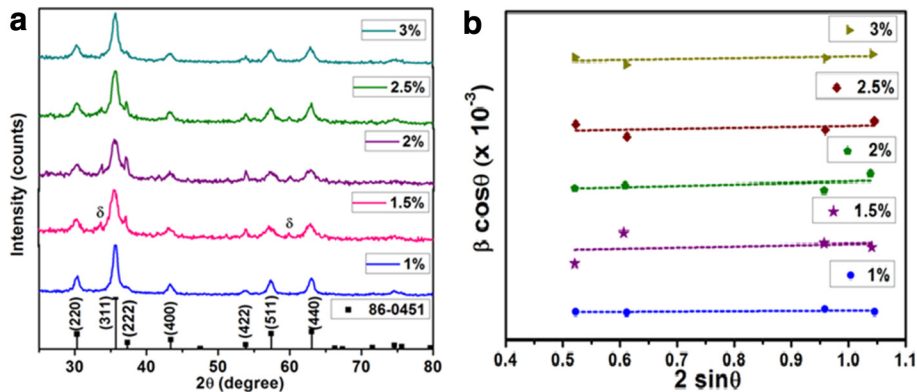 a
Intensity (counts)
3%
2.5%
2%
1.5%
δ
δ
1%
86-0451
(220)
(311)
(222)
(400)
(422)
(511)
(440)
30 40 50 60 70 80
2θ (degree)
b
β cosθ (x 10⁻³)
3%
2.5%
2%
1.5%
1%
0.4 0.5 0.6 0.7 0.8 0.9 1.0 1.1
2 sinθ